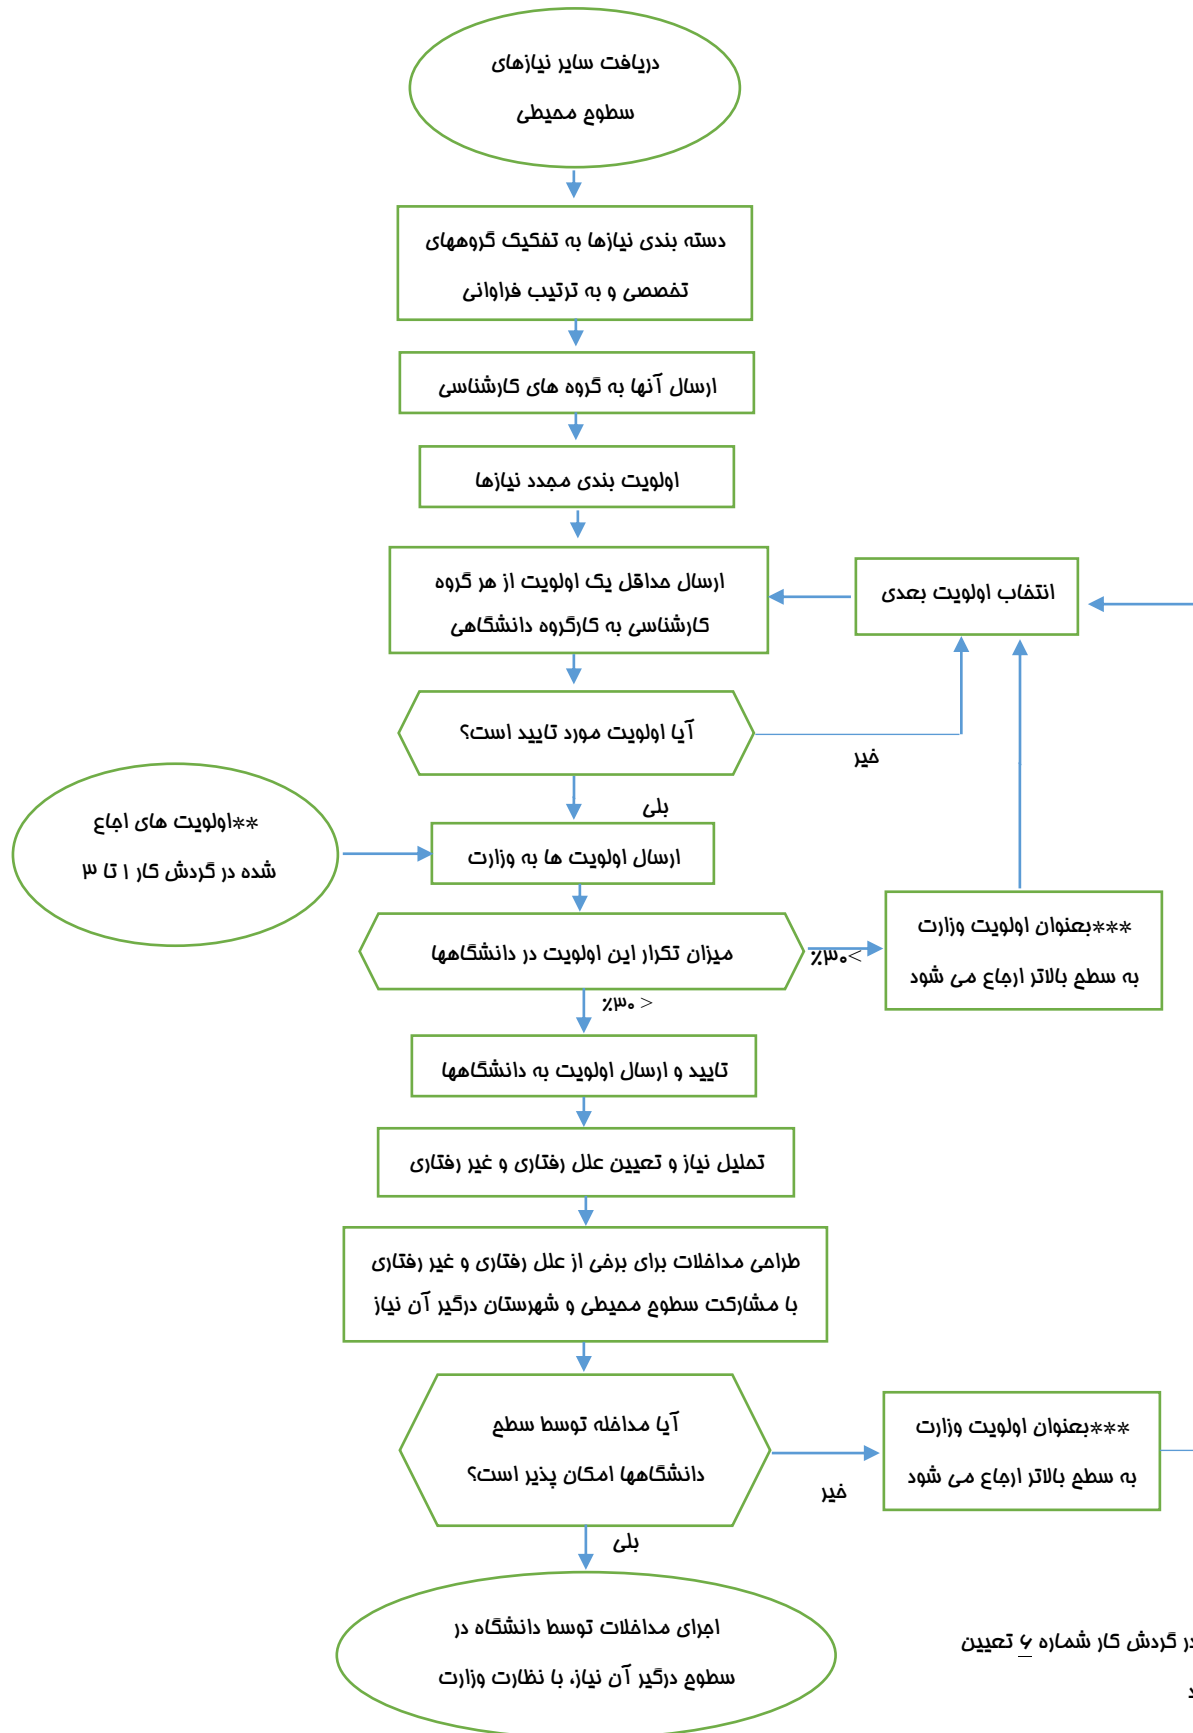 دریافت سایر نیازهای
سطوح محیطی
دسته بندی نیازها به تفکیک گروههای
تخصصی و به ترتیب فراوانی
ارسال آنها به گروه های کارشناسی
اولویت بندی مجدد نیازها
ارسال حداقل یک اولویت از هر گروه
کارشناسی به کارگروه دانشگاهی
انتخاب اولویت بعدی
آیا اولویت مورد تایید است؟
خیر
بلی
**اولویت های اجاع
شده در گردش کار ۱ تا ۳
ارسال اولویت ها به وزارت
میزان تکرار این اولویت در دانشگاهها
>۳۰٪
***بعنوان اولویت وزارت
به سطح بالاتر ارجاع می شود
< ۳۰٪
تایید و ارسال اولویت به دانشگاهها
تحلیل نیاز و تعیین علل رفتاری و غیر رفتاری
طراحی مداخلات برای برخی از علل رفتاری و غیر رفتاری
با مشارکت سطوح محیطی و شهرستان درگیر آن نیاز
آیا مداخله توسط سطح
دانشگاهها امکان پذیر است؟
خیر
***بعنوان اولویت وزارت
به سطح بالاتر ارجاع می شود
بلی
اجرای مداخلات توسط دانشگاه در
سطوح درگیر آن نیاز، با نظارت وزارت
در گردش کار شماره ۶ تعیین
د